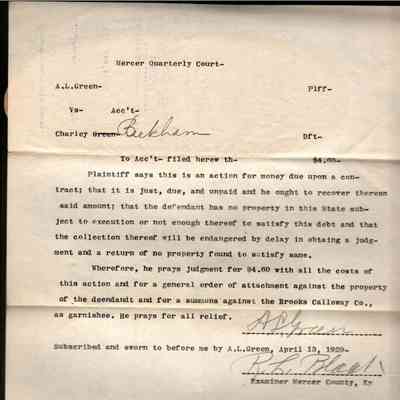 Mercer Quarterly Court-
A.L.Green- Plff-
Vs- Acc't-
Charley Green- Beekham Dft-
To Acc't- filed herew th- $4.60-
Plaintiff says this is an action for money due upon a con-
tract; that it is just, due, and unpaid and he ought to recover thereon
said amount; that the defendant has no property in this State sub-
ject to execution or not enough thereof to satisfy this debt and that
the collection thereof will be endangered by delay in obtaing a judg-
ment and a return of no property found to satisfy same.
Wherefore, he prays judgment for $4.60 with all the costs of
this action and for a general order of attachment against the property
of the deendandt and for a summons against the Brooks Calloway Co.,
as garnishee. He prays for all relief.
A L Green
Subscribed and sworn to before me by A.L.Green, April 13, 1929-
Examiner Mercer County, Ky